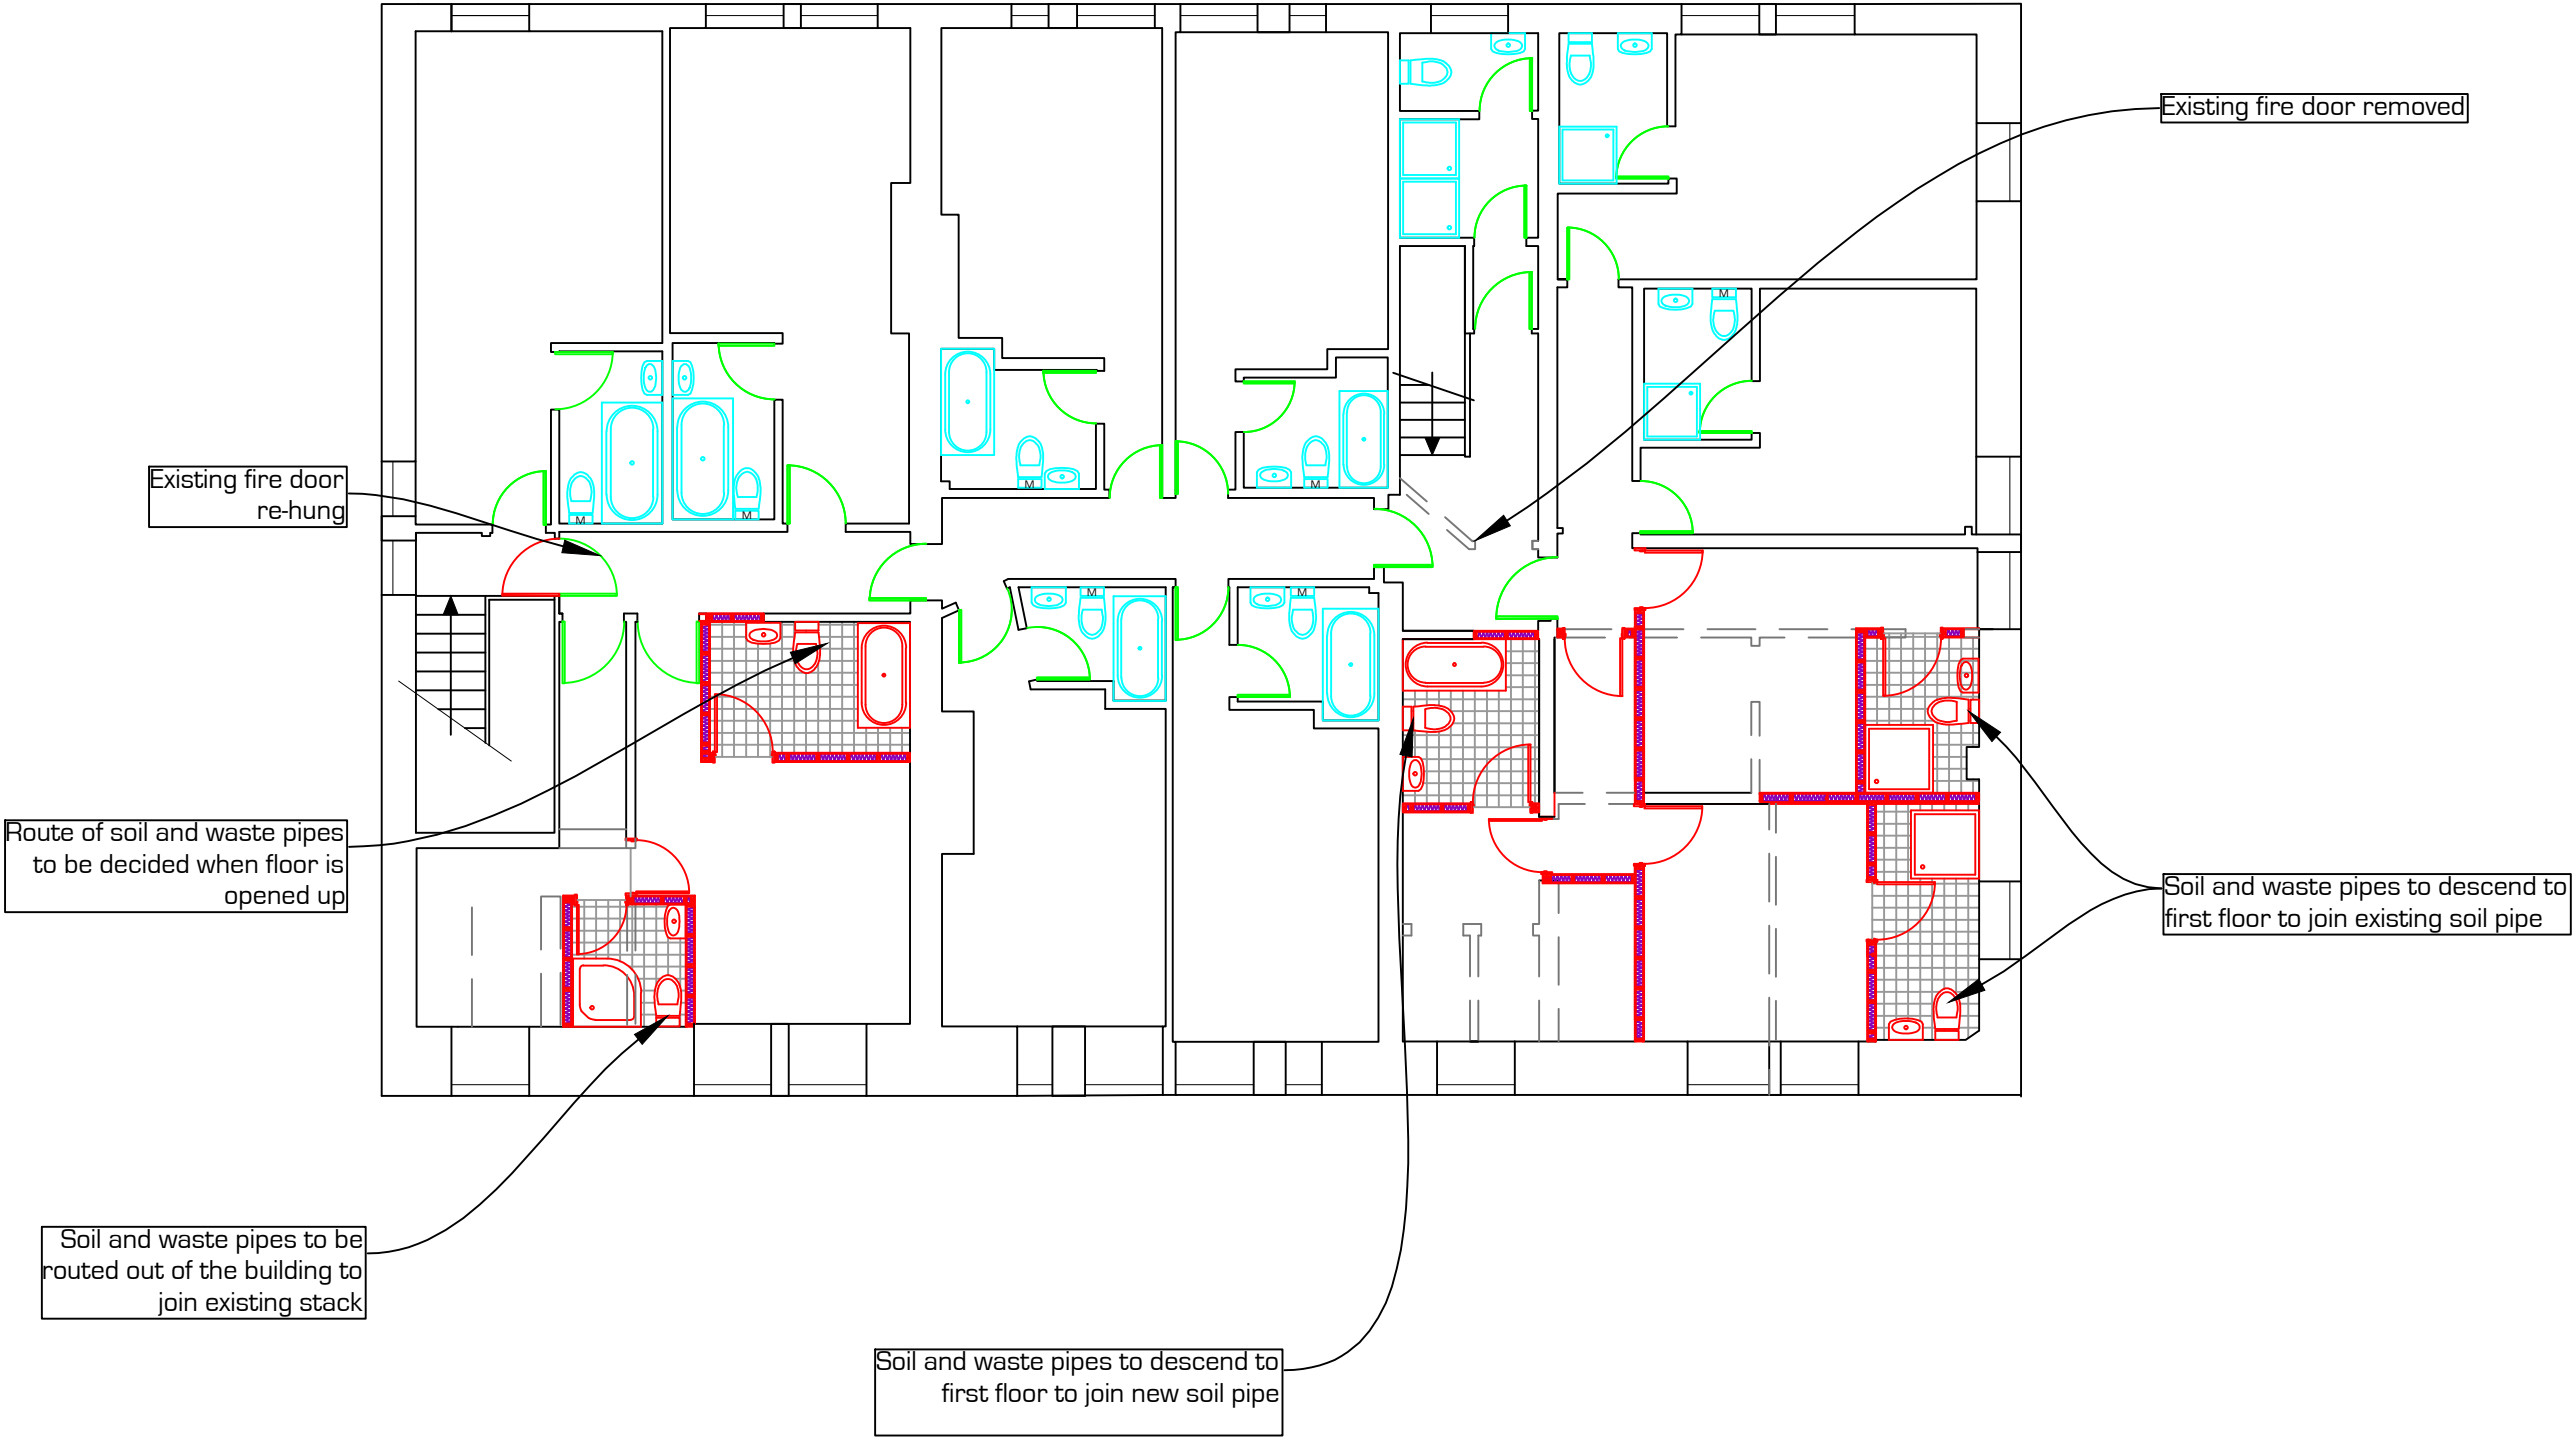 Existing fire door removed
M
Existing fire door
re-hung
M
M
M
M
M
M
Route of soil and waste pipes
to be decided when floor is
opened up
Soil and waste pipes to descend to
first floor to join existing soil pipe
Soil and waste pipes to be
routed out of the building to
join existing stack
Soil and waste pipes to descend to
first floor to join new soil pipe